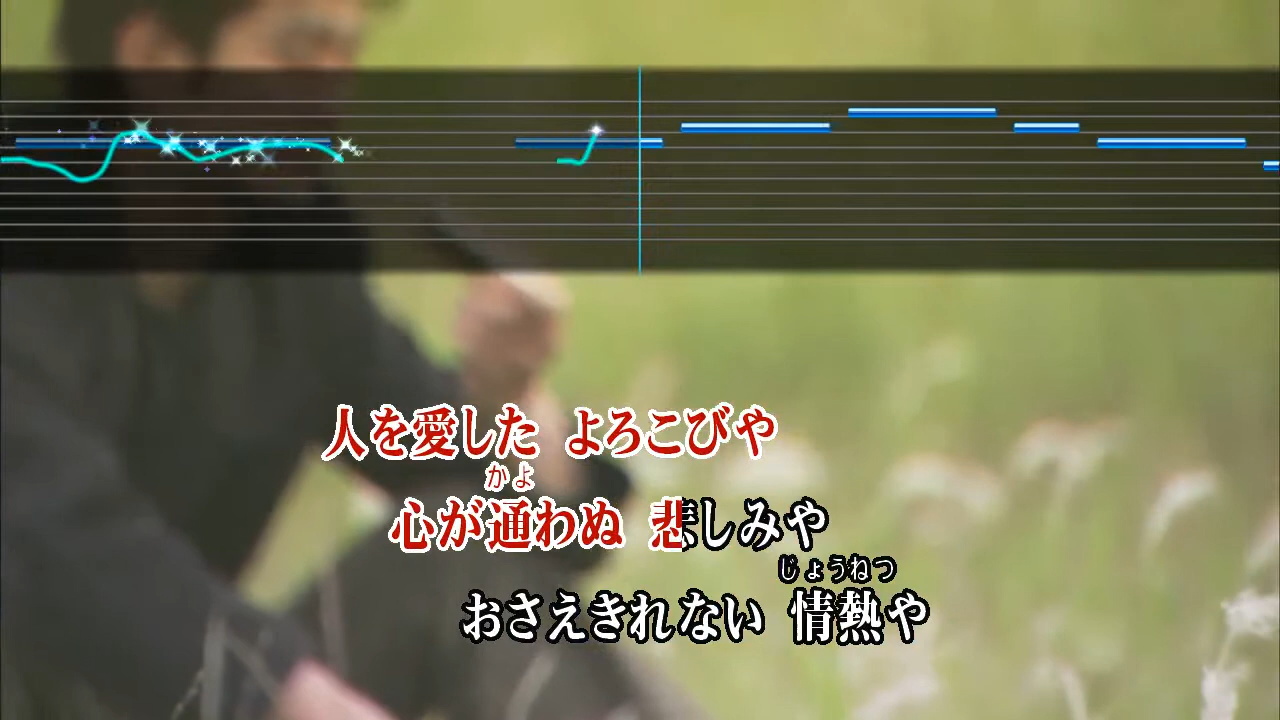 人を愛した よろこびや
かよ
心が通わぬ 悲しみや
じょうねつ
おさえきれない 情熱や